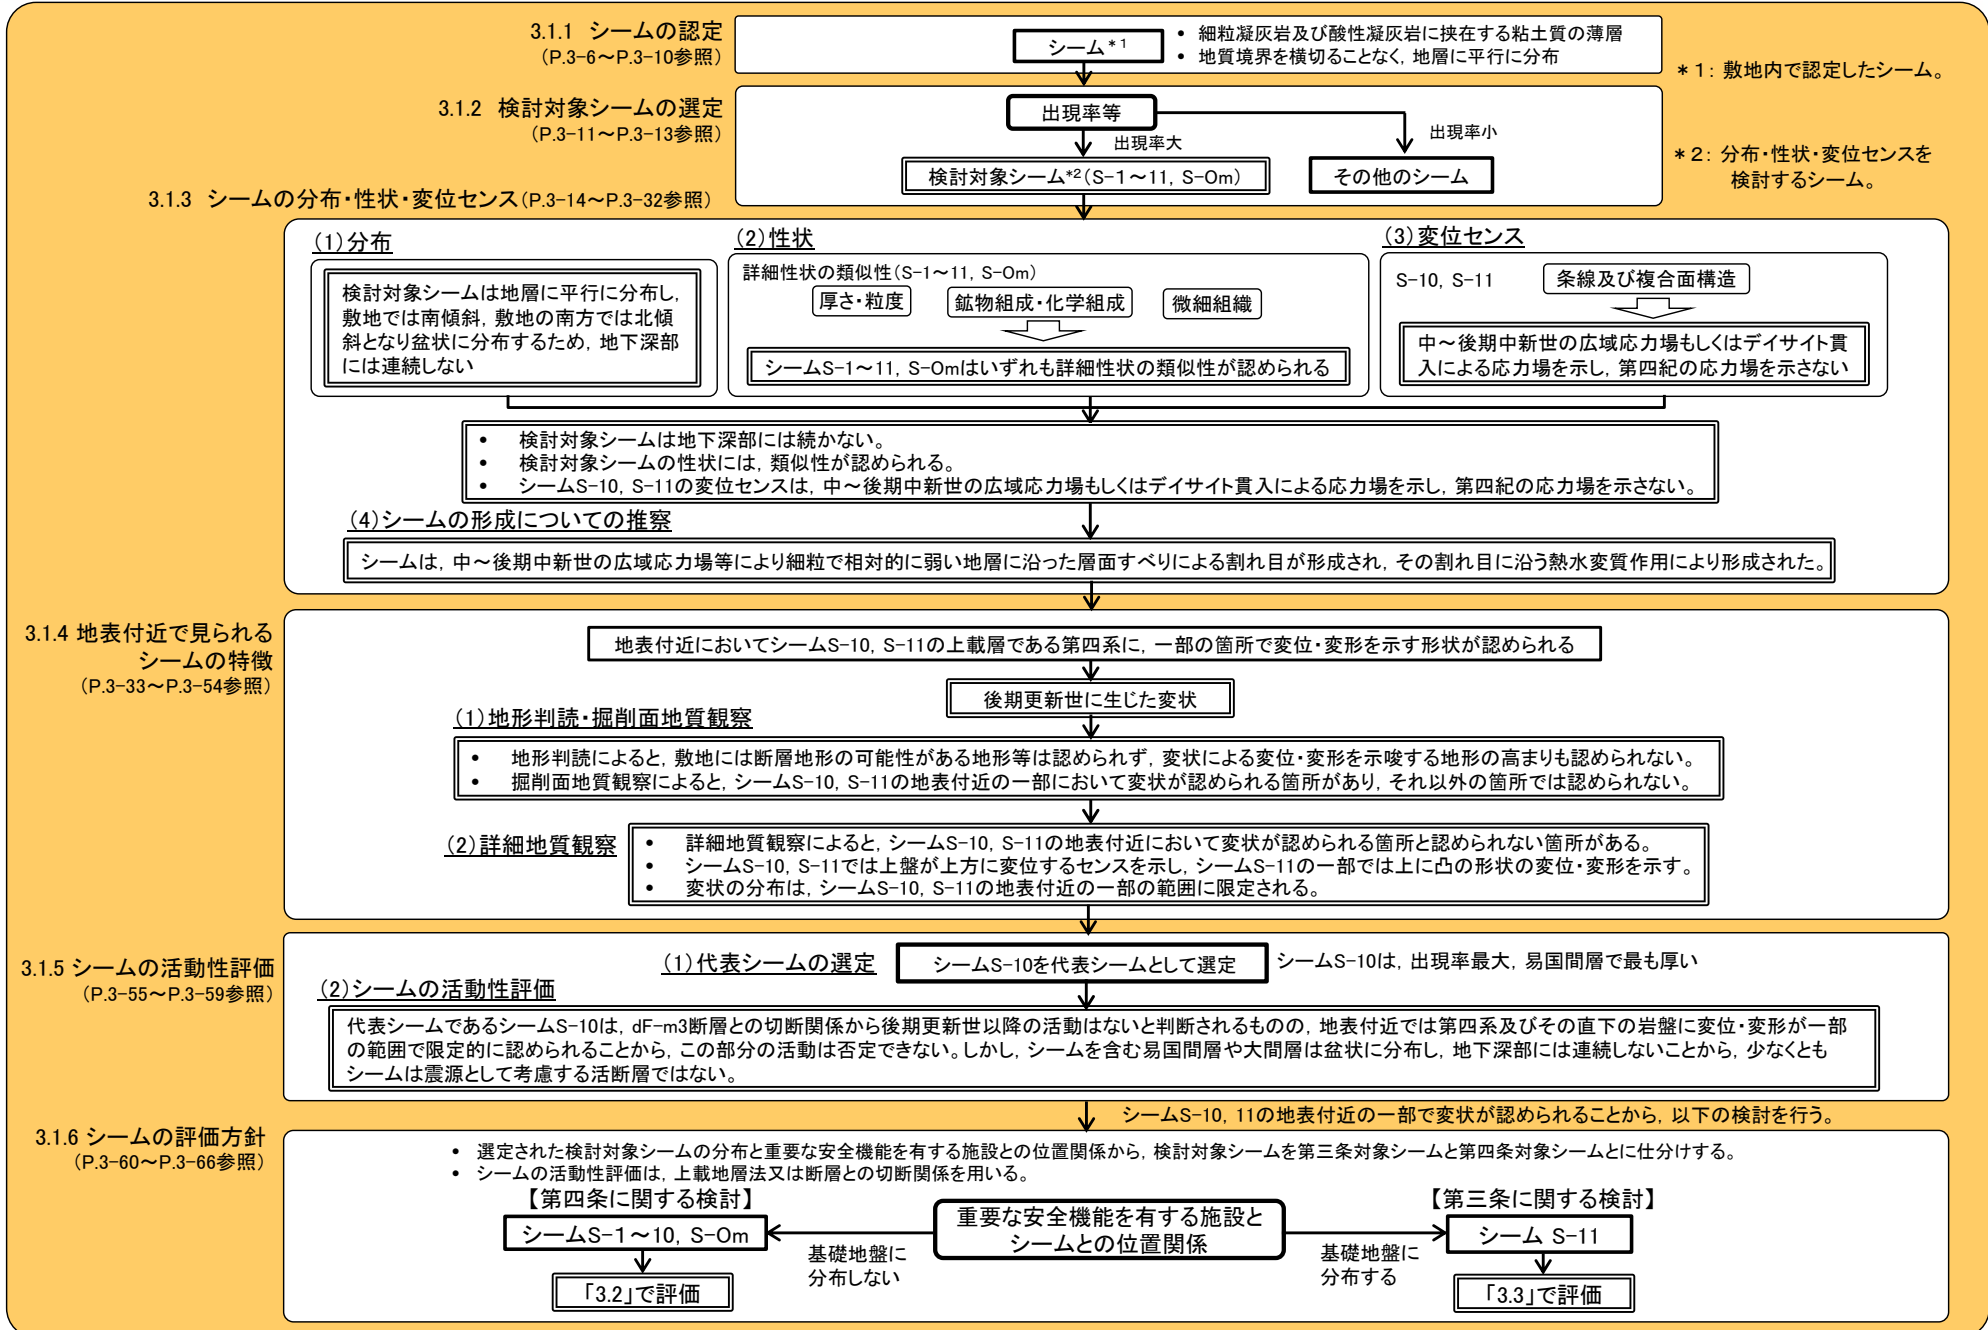 3.1.1 シームの認定
(P.3-6～P.3-10参照)
シーム＊１
• 細粒凝灰岩及び酸性凝灰岩に挟在する粘土質の薄層
• 地質境界を横切ることなく，地層に平行に分布
＊１：敷地内で認定したシーム。
3.1.2 検討対象シームの選定
(P.3-11～P.3-13参照)
出現率等
出現率大
出現率小
検討対象シーム*2(S-1～11, S-Om)
その他のシーム
＊２：分布・性状・変位センスを
検討するシーム。
3.1.3 シームの分布・性状・変位センス(P.3-14～P.3-32参照)
(1)分布
検討対象シームは地層に平行に分布し，
敷地では南傾斜，敷地の南方では北傾
斜となり盆状に分布するため，地下深部
には連続しない
(2)性状
詳細性状の類似性(S-1～11, S-Om)
厚さ・粒度
鉱物組成・化学組成
微細組織
シームS-1～11, S-Omはいずれも詳細性状の類似性が認められる
(3)変位センス
S-10, S-11
条線及び複合面構造
中～後期中新世の広域応力場もしくはデイサイト貫
入による応力場を示し，第四紀の応力場を示さない
• 検討対象シームは地下深部には続かない。
• 検討対象シームの性状には，類似性が認められる。
• シームS-10, S-11の変位センスは，中～後期中新世の広域応力場もしくはデイサイト貫入による応力場を示し，第四紀の応力場を示さない。
(4)シームの形成についての推察
シームは，中～後期中新世の広域応力場等により細粒で相対的に弱い地層に沿った層面すべりによる割れ目が形成され，その割れ目に沿う熱水変質作用により形成された。
3.1.4 地表付近で見られる
シームの特徴
(P.3-33～P.3-54参照)
地表付近においてシームS-10, S-11の上載層である第四系に，一部の箇所で変位・変形を示す形状が認められる
後期更新世に生じた変状
(1)地形判読・掘削面地質観察
• 地形判読によると，敷地には断層地形の可能性がある地形等は認められず，変状による変位・変形を示唆する地形の高まりも認められない。
• 掘削面地質観察によると，シームS-10, S-11の地表付近の一部において変状が認められる箇所があり，それ以外の箇所では認められない。
(2)詳細地質観察
• 詳細地質観察によると，シームS-10, S-11の地表付近において変状が認められる箇所と認められない箇所がある。
• シームS-10, S-11では上盤が上方に変位するセンスを示し，シームS-11の一部では上に凸の形状の変位・変形を示す。
• 変状の分布は，シームS-10, S-11の地表付近の一部の範囲に限定される。
3.1.5 シームの活動性評価
(P.3-55～P.3-59参照)
(1)代表シームの選定
シームS-10を代表シームとして選定
シームS-10は，出現率最大，易国間層で最も厚い
(2)シームの活動性評価
代表シームであるシームS-10は，dF-m3断層との切断関係から後期更新世以降の活動はないと判断されるものの，地表付近では第四系及びその直下の岩盤に変位・変形が一部
の範囲で限定的に認められることから，この部分の活動は否定できない。しかし，シームを含む易国間層や大間層は盆状に分布し，地下深部には連続しないことから，少なくとも
シームは震源として考慮する活断層ではない。
シームS-10, 11の地表付近の一部で変状が認められることから，以下の検討を行う。
3.1.6 シームの評価方針
(P.3-60～P.3-66参照)
• 選定された検討対象シームの分布と重要な安全機能を有する施設との位置関係から，検討対象シームを第三条対象シームと第四条対象シームとに仕分けする。
• シームの活動性評価は，上載地層法又は断層との切断関係を用いる。
【第四条に関する検討】
【第三条に関する検討】
シームS-1～10, S-Om
基礎地盤に
分布しない
重要な安全機能を有する施設と
シームとの位置関係
基礎地盤に
分布する
シーム S-11
「3.2」で評価
「3.3」で評価